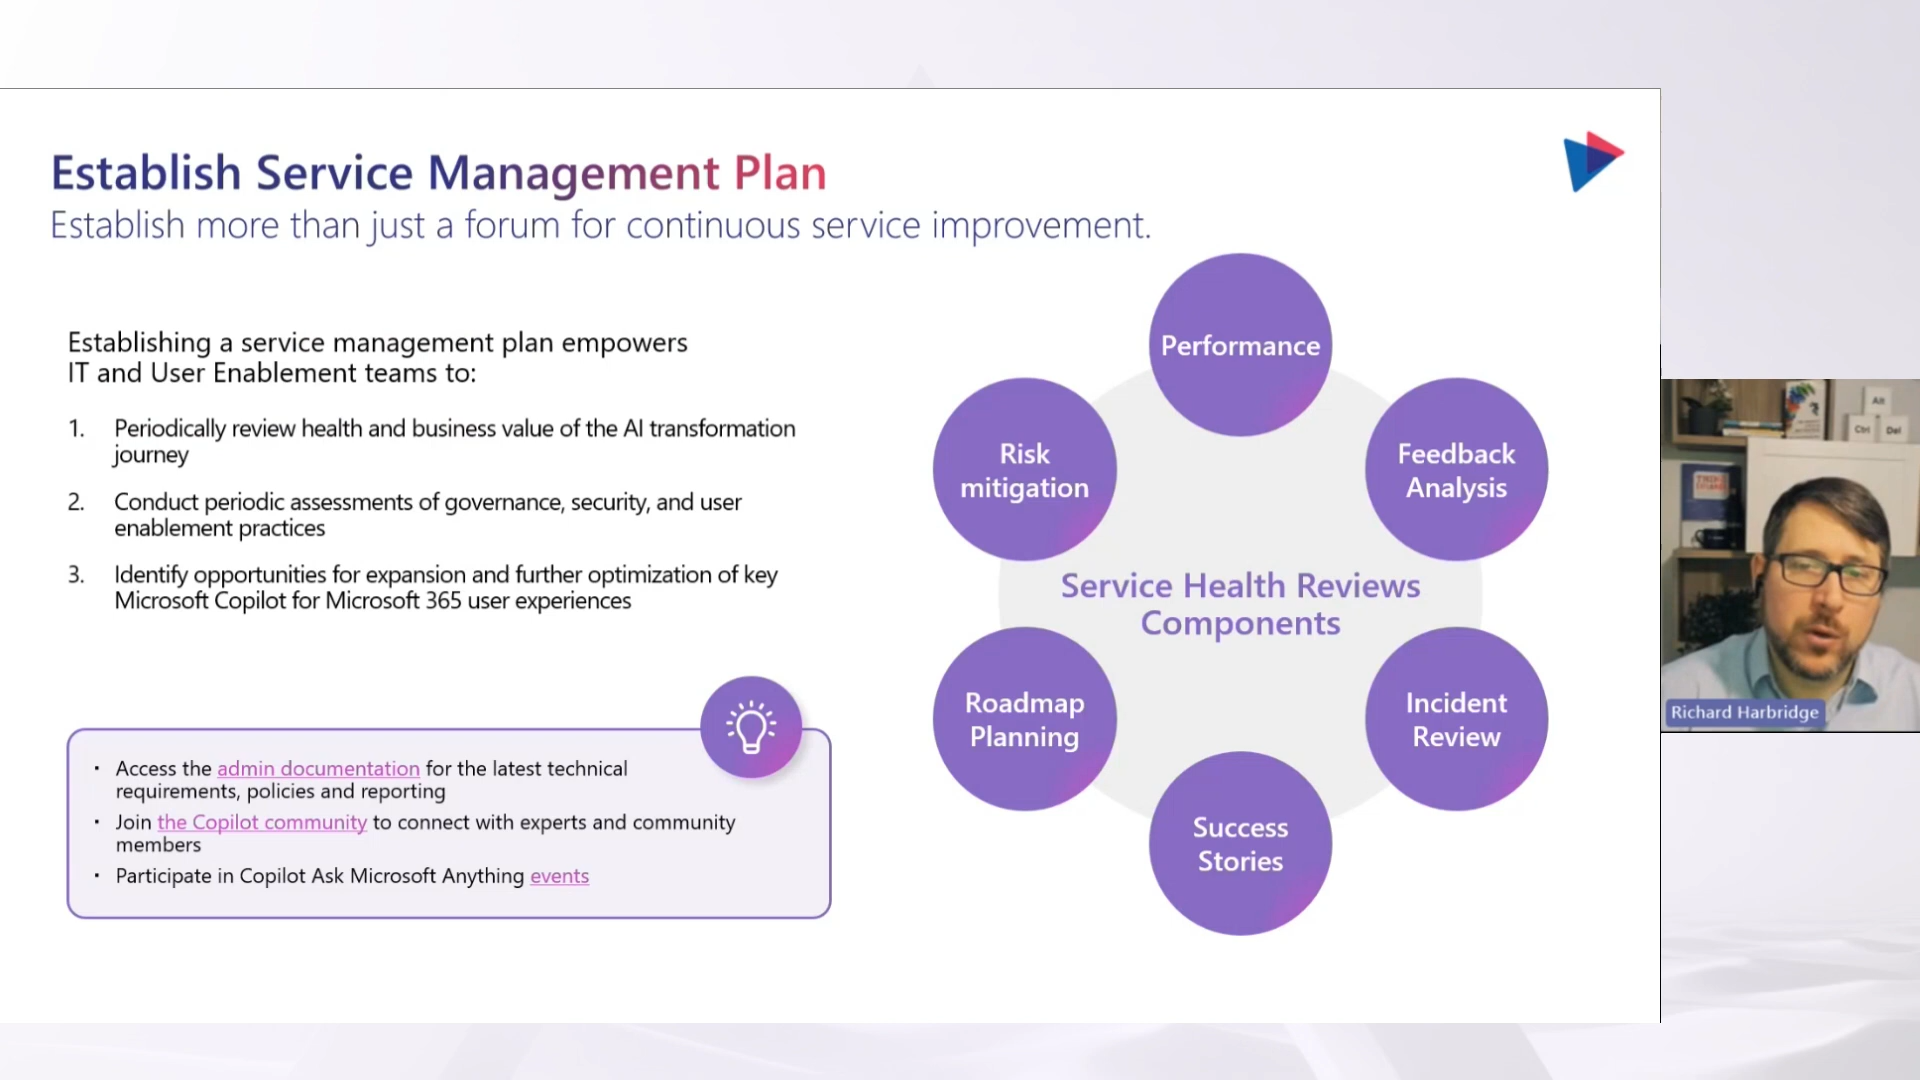 Establish Service Management Plan
Establish more than just a forum for continuous service improvement.
Establishing a service management plan empowers
IT and User Enablement teams to:
1. Periodically review health and business value of the AI transformation
journey
2. Conduct periodic assessments of governance, security, and user
enablement practices
3. Identify opportunities for expansion and further optimization of key
Microsoft Copilot for Microsoft 365 user experiences
· Access the admin documentation for the latest technical
requirements, policies and reporting
· Join the Copilot community to connect with experts and community
members
· Participate in Copilot Ask Microsoft Anything events
Performance
Risk
mitigation
Feedback
Analysis
Service Health Reviews
Components
Roadmap
Planning
Incident
Review
Success
Stories
Alt
Ctrl
Del
Richard Harbridge